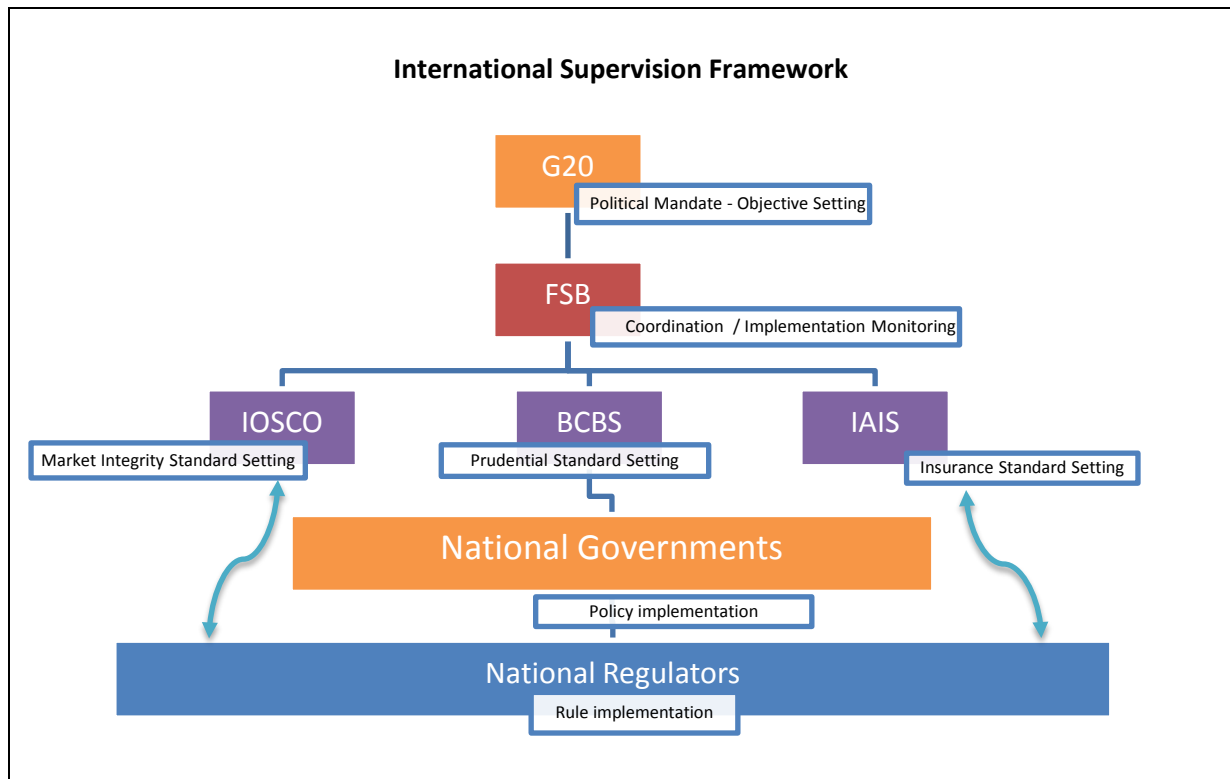 International Supervision Framework
G20
Political Mandate - Objective Setting
FSB
Coordination / Implementation Monitoring
IOSCO
BCBS
IAIS
Market Integrity Standard Setting
Prudential Standard Setting
Insurance Standard Setting
National Governments
Policy implementation
National Regulators
Rule implementation